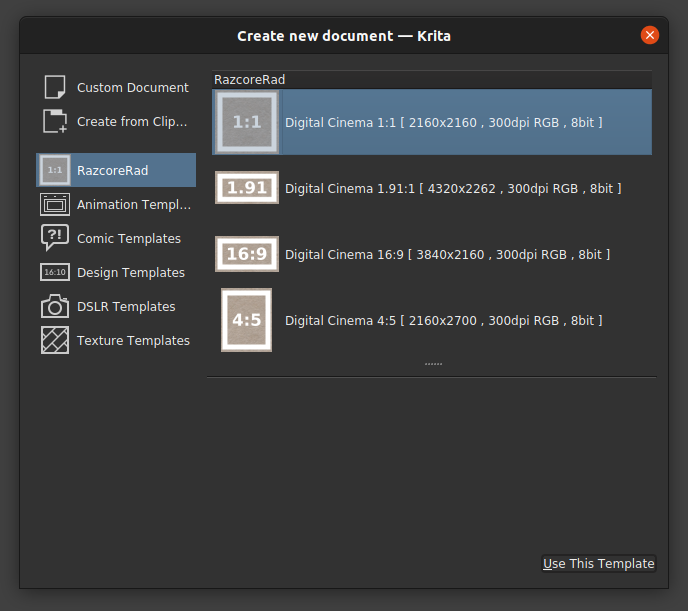 Create new document — Krita
Custom Document
Create from Clip...
1:1 RazcoreRad
Animation Templ...
?! Comic Templates
16:10 Design Templates
DSLR Templates
Texture Templates
RazcoreRad
1:1 Digital Cinema 1:1 [ 2160x2160 , 300dpi RGB , 8bit ]
1.91 Digital Cinema 1.91:1 [ 4320x2262 , 300dpi RGB , 8bit ]
16:9 Digital Cinema 16:9 [ 3840x2160 , 300dpi RGB , 8bit ]
4:5 Digital Cinema 4:5 [ 2160x2700 , 300dpi RGB , 8bit ]
Use This Template